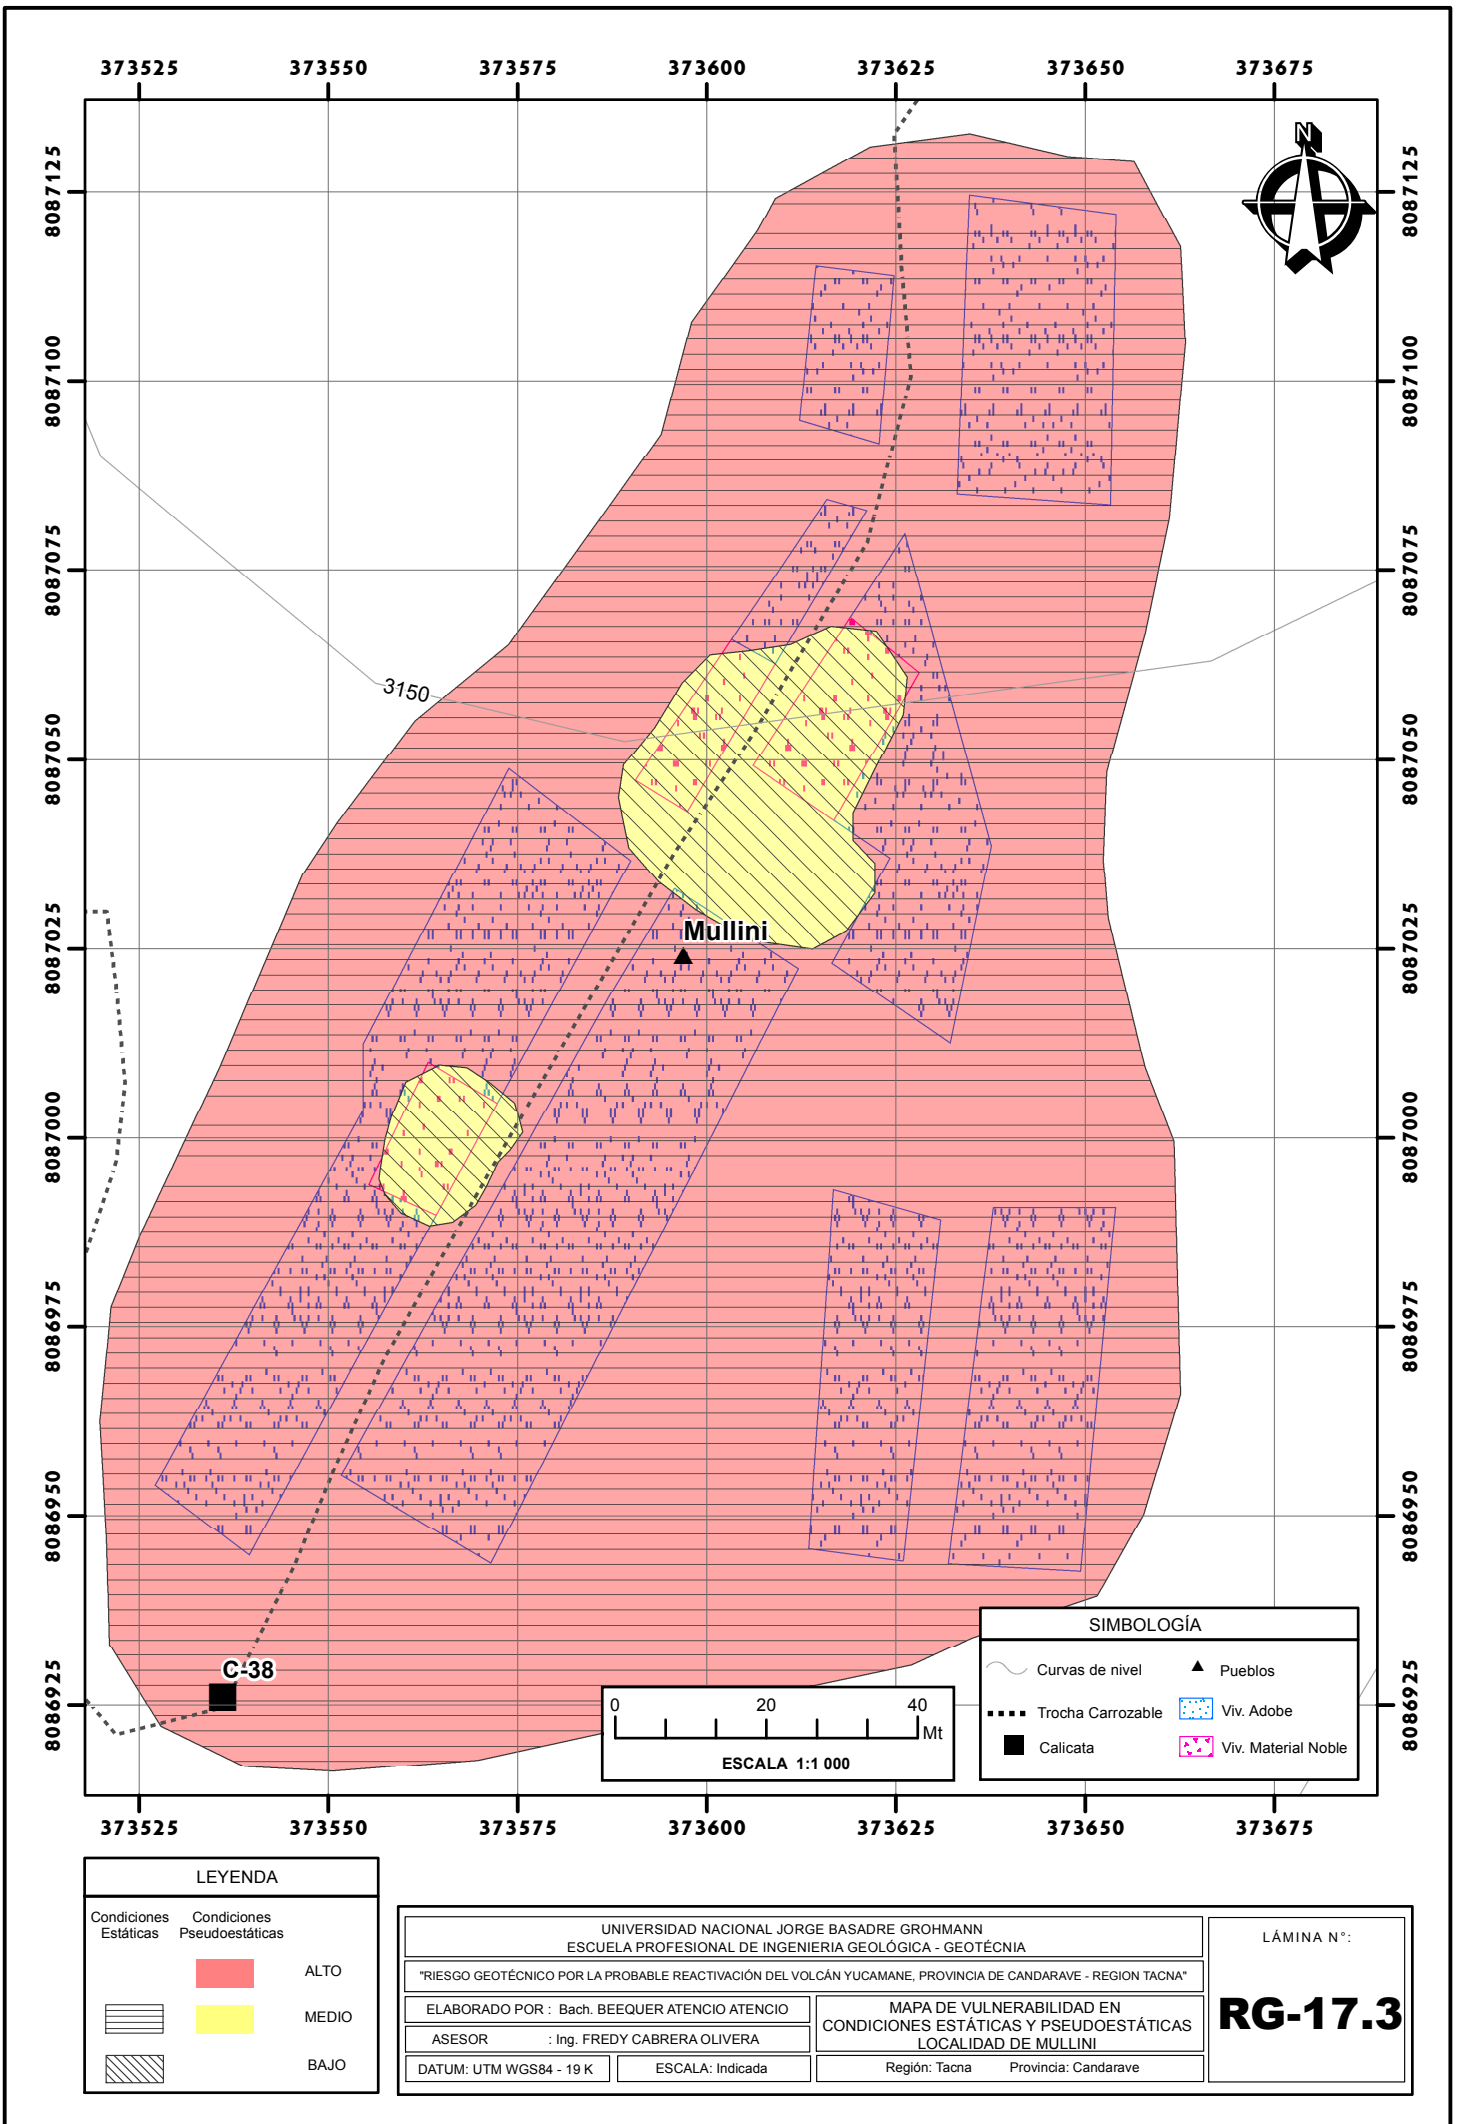 373525 373550 373575 373600 373625 373650 373675
N
8087125 8087125
8087100 8087100
8087075 8087075
3150
8087050 8087050
Mullini
8087025 8087025
8087000 8087000
8086975 8086975
8086950 8086950
C-38
8086925 8086925
0 20 40
Mt
ESCALA 1:1 000
SIMBOLOGÍA
Curvas de nivel
Pueblos
Trocha Carrozable
Viv. Adobe
Calicata
Viv. Material Noble
373525 373550 373575 373600 373625 373650 373675
LEYENDA
Condiciones Estáticas
Condiciones Pseudoestáticas
ALTO
MEDIO
BAJO
UNIVERSIDAD NACIONAL JORGE BASADRE GROHMANN
ESCUELA PROFESIONAL DE INGENIERIA GEOLÓGICA - GEOTÉCNIA
"RIESGO GEOTÉCNICO POR LA PROBABLE REACTIVACIÓN DEL VOLCÁN YUCAMANE, PROVINCIA DE CANDARAVE - REGION TACNA"
ELABORADO POR : Bach. BEEQUER ATENCIO ATENCIO
ASESOR : Ing. FREDY CABRERA OLIVERA
DATUM: UTM WGS84 - 19 K
ESCALA: Indicada
MAPA DE VULNERABILIDAD EN
CONDICIONES ESTÁTICAS Y PSEUDOESTÁTICAS
LOCALIDAD DE MULLINI
Región: Tacna Provincia: Candarave
LÁMINA N°:
RG-17.3